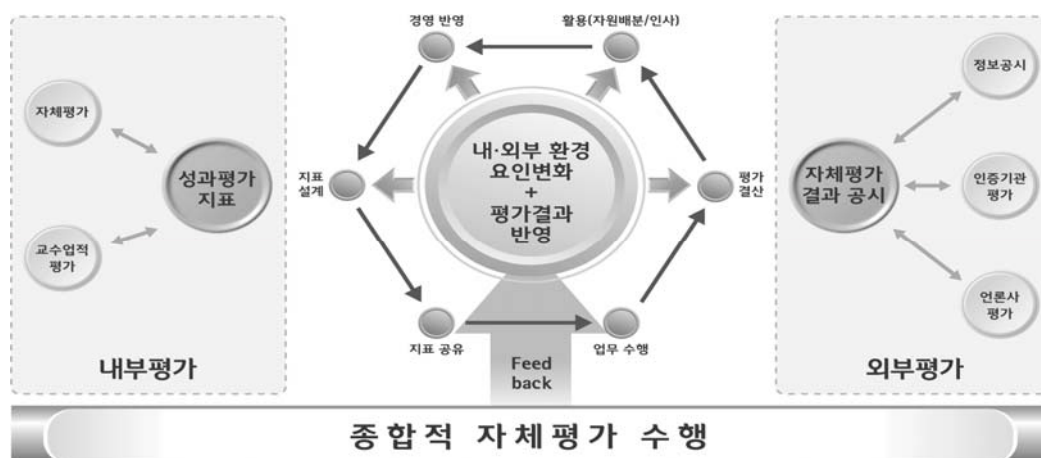 자체평가
성과평가
지표
교수업적
평가
내부평가
경영 반영
활용(자원배분/인사)
지표
설계
내·외부 환경
요인변화
+
평가결과
반영
평가
결산
지표 공유
업무 수행
Feed
back
정보공시
자체평가
결과 공시
인증기관
평가
언론사
평가
외부평가
종합적 자체평가 수행